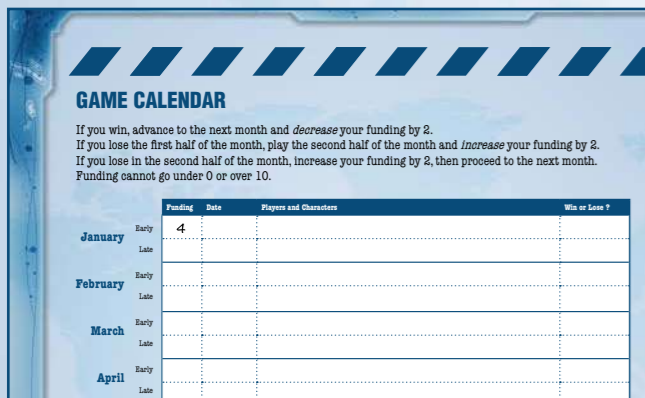 GAME CALENDAR
If you win, advance to the next month and decrease your funding by 2.
If you lose the first half of the month, play the second half of the month and increase your funding by 2.
If you lose in the second half of the month, increase your funding by 2, then proceed to the next month.
Funding cannot go under 0 or over 10.
Funding Date Players and Characters Win or Lose ?
January Early 4
Late
February Early
Late
March Early
Late
April Early
Late